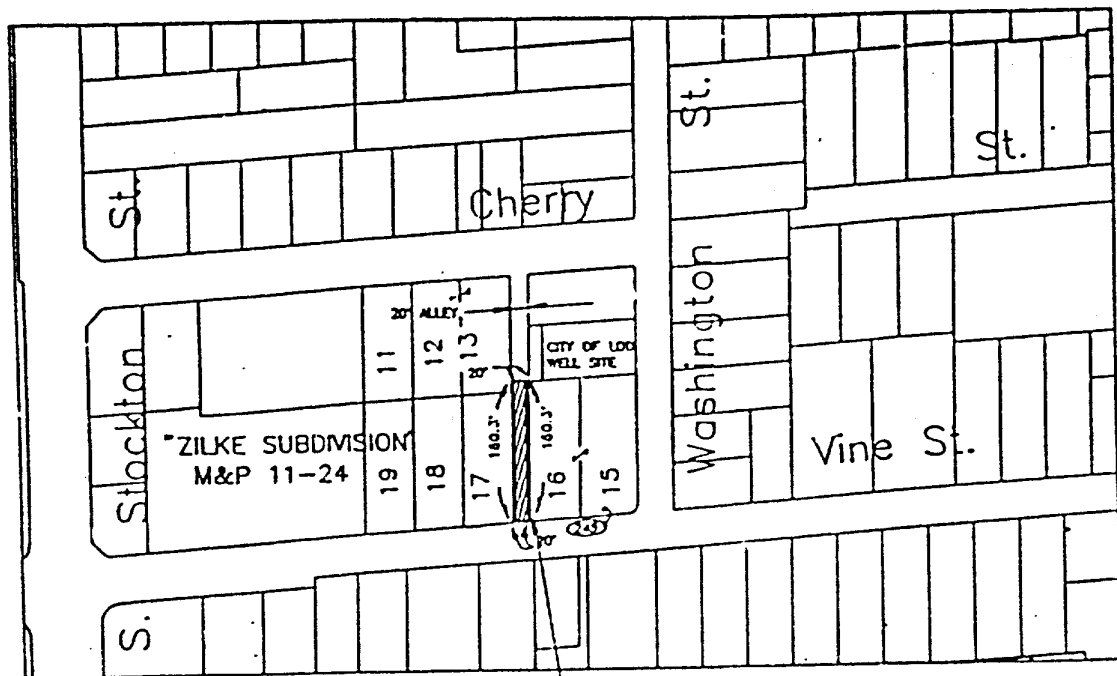 St.
St.
St.
Cherry
20' ALLEY
11
12
13
CITY OF LODI
WELL SITE
20'
Stockton
Washington
"ZILKE SUBDIVISION"
M&P 11-24
19
18
17
160.3'
160.3'
16
15
Vine St.
20'
S.